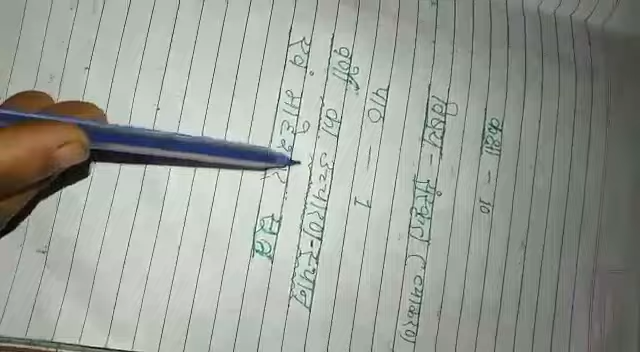 कक्षा - 10
विषय - संस्कृत (व्याकरण)
पाठ - 1
वर्णों का उच्चारण-स्थान
एवं सूत्र